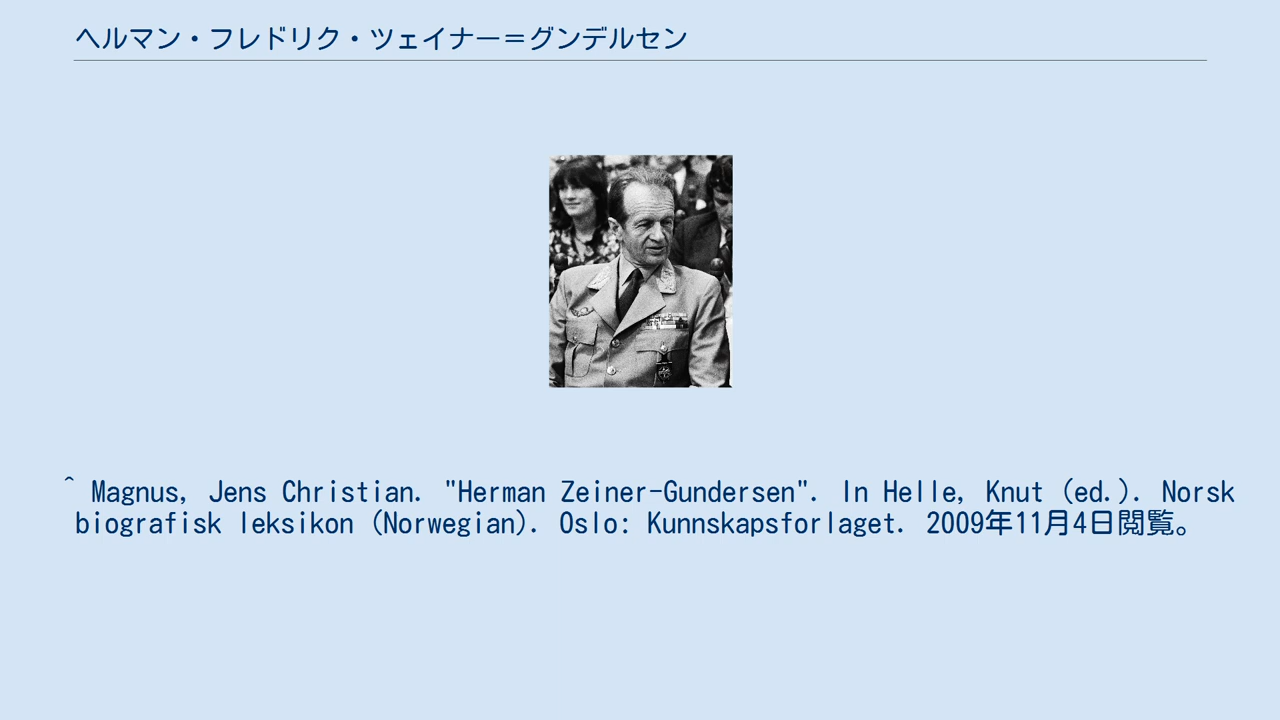 ヘルマン・フレドリク・ツェイナー＝グンデルセン
^ Magnus, Jens Christian. "Herman Zeiner-Gundersen". In Helle, Knut (ed.). Norsk
biografisk leksikon (Norwegian). Oslo: Kunnskapsforlaget. 2009年11月4日閲覧。